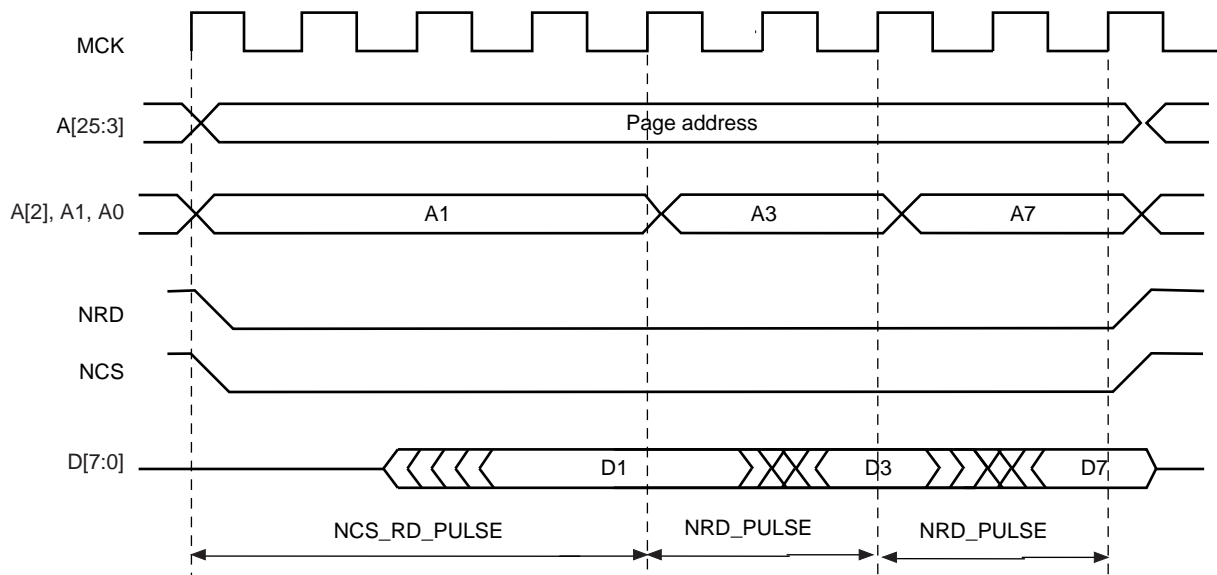 MCK
A[25:3]
Page address
A[2], A1, A0
A1
A3
A7
NRD
NCS
D[7:0]
D1
D3
D7
NCS_RD_PULSE
NRD_PULSE
NRD_PULSE